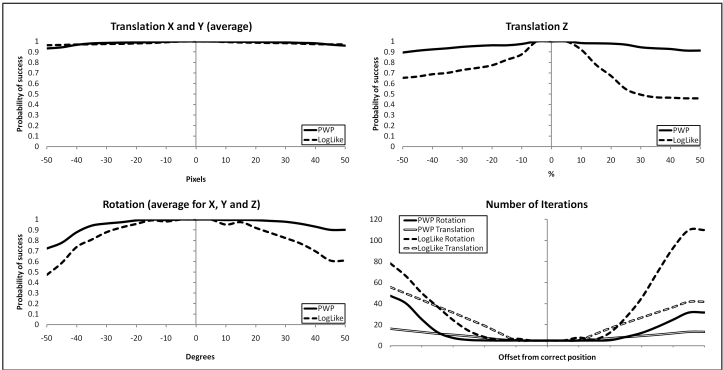 Translation X and Y (average)
Probability of success
1
0.9
0.8
0.7
0.6
0.5
0.4
0.3
0.2
0.1
0
-50 -40 -30 -20 -10 0 10 20 30 40 50
Pixels
PWP
LogLike
Translation Z
Probability of success
1
0.9
0.8
0.7
0.6
0.5
0.4
0.3
0.2
0.1
0
-50 -40 -30 -20 -10 0 10 20 30 40 50
%
PWP
LogLike
Rotation (average for X, Y and Z)
Probability of success
1
0.9
0.8
0.7
0.6
0.5
0.4
0.3
0.2
0.1
0
-50 -40 -30 -20 -10 0 10 20 30 40 50
Degrees
PWP
LogLike
Number of Iterations
120
100
80
60
40
20
0
PWP Rotation
PWP Translation
LogLike Rotation
LogLike Translation
Offset from correct position